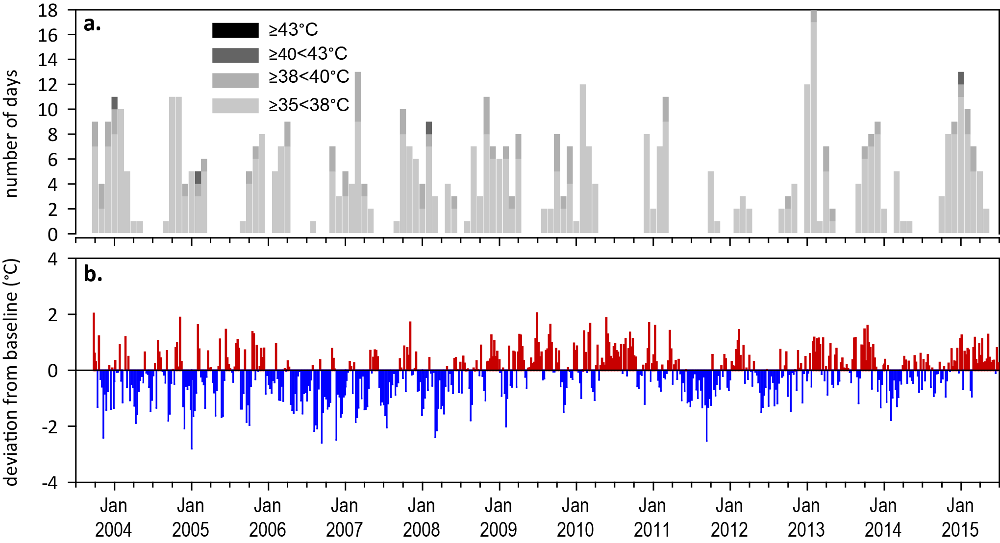 a.
≥43°C
≥40<43°C
≥38<40°C
≥35<38°C
number of days
18
16
14
12
10
8
6
4
2
0
b.
deviation from baseline (°C)
4
2
0
-2
-4
Jan Jan Jan Jan Jan Jan Jan Jan Jan Jan Jan Jan
2004 2005 2006 2007 2008 2009 2010 2011 2012 2013 2014 2015